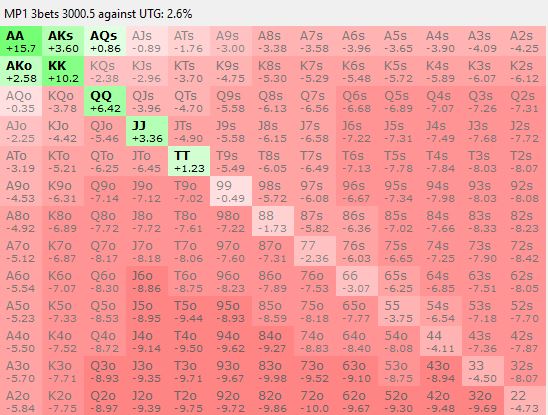 MP1 3bets 3000.5 against UTG: 2.6%
AA AKs AQs AJs ATs A9s A8s A7s A6s A5s A4s A3s A2s
+15.7 +3.60 +0.86 -0.89 -1.76 -3.00 -3.38 -3.58 -3.96 -3.65 -3.90 -4.09 -4.25
AKo KK KQs KJs KTs K9s K8s K7s K6s K5s K4s K3s K2s
+2.58 +10.2 -2.38 -2.96 -3.70 -4.75 -5.30 -5.29 -5.48 -5.72 -5.89 -6.07 -6.12
AQo KQo QQ QJs QTs Q9s Q8s Q7s Q6s Q5s Q4s Q3s Q2s
-0.35 -3.78 +6.42 -3.96 -4.70 -5.58 -6.13 -6.56 -6.68 -6.89 -7.07 -7.26 -7.31
AJo KJo QJo JJ JTs J9s J8s J7s J6s J5s J4s J3s J2s
-2.25 -4.42 -5.46 +3.36 -4.90 -5.58 -6.15 -6.58 -7.22 -7.31 -7.49 -7.68 -7.72
ATo KTo QTo JTo TT T9s T8s T7s T6s T5s T4s T3s T2s
-3.19 -5.21 -6.25 -6.45 +1.23 -5.49 -6.05 -6.49 -7.13 -7.78 -7.84 -8.03 -8.07
A9o K9o Q9o J9o T9o 99 98s 97s 96s 95s 94s 93s 92s
-4.53 -6.31 -7.14 -7.12 -7.02 -0.49 -5.72 -6.08 -6.67 -7.34 -7.98 -8.03 -8.08
A8o K8o Q8o J8o T8o 98o 88 87s 86s 85s 84s 83s 82s
-4.92 -6.89 -7.72 -7.72 -7.61 -7.22 -1.73 -5.82 -6.36 -7.02 -7.66 -8.33 -8.23
A7o K7o Q7o J7o T7o 97o 87o 77 76s 75s 74s 73s 72s
-5.12 -6.87 -8.17 -8.18 -8.06 -7.60 -7.31 -2.36 -6.03 -6.65 -7.25 -7.90 -8.42
A6o K6o Q6o J6o T6o 96o 86o 76o 66 65s 64s 63s 62s
-5.54 -7.07 -8.30 -8.86 -8.75 -8.23 -7.89 -7.53 -3.07 -6.25 -6.85 -7.51 -8.05
A5o K5o Q5o J5o T5o 95o 85o 75o 65o 55 54s 53s 52s
-5.23 -7.33 -8.53 -8.95 -9.44 -8.93 -8.59 -8.18 -7.77 -3.75 -6.54 -7.18 -7.70
A4o K4o Q4o J4o T4o 94o 84o 74o 64o 54o 44 43s 42s
-5.50 -7.52 -8.72 -9.14 -9.50 -9.62 -9.27 -8.83 -8.40 -8.08 -4.11 -7.36 -7.87
A3o K3o Q3o J3o T3o 93o 83o 73o 63o 53o 43o 33 32s
-5.70 -7.71 -8.93 -9.35 -9.71 -9.67 -9.98 -9.52 -9.10 -8.75 -8.94 -4.50 -8.07
A2o K2o Q2o J2o T2o 92o 82o 72o 62o 52o 42o 32o 22
-5.84 -7.75 -8.97 -9.39 -9.75 -9.72 -9.86 -10.0 -9.67 -9.30 -9.48 -9.69 -4.73